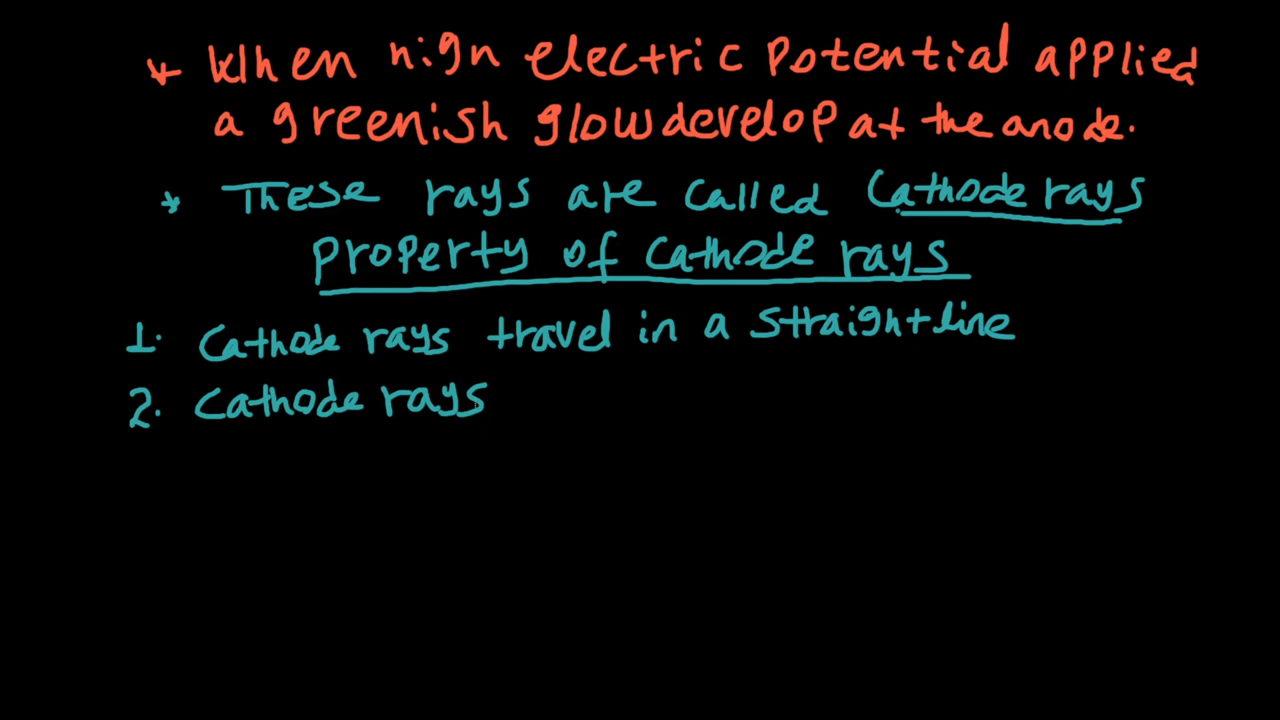 * When high electric potential applied
a greenish glow develop at the anode.
* These rays are called Cathode rays
Property of Cathode rays
1. Cathode rays travel in a straight line
2. Cathode rays